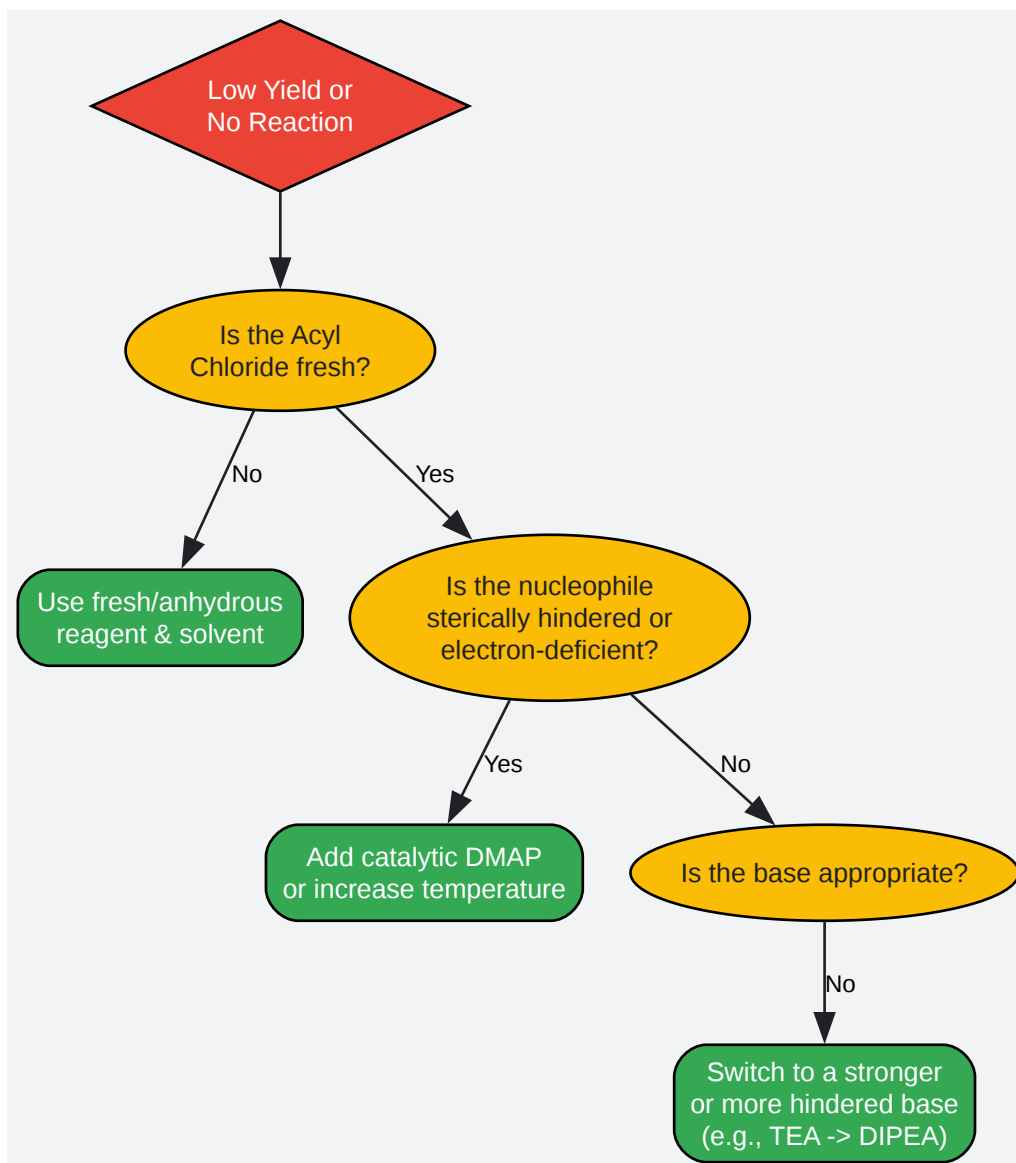 Low Yield or
No Reaction
Is the Acyl
Chloride fresh?
No
Yes
Use fresh/anhydrous
reagent & solvent
Is the nucleophile
sterically hindered or
electron-deficient?
Yes
No
Add catalytic DMAP
or increase temperature
Is the base appropriate?
No
Switch to a stronger
or more hindered base
(e.g., TEA -> DIPEA)